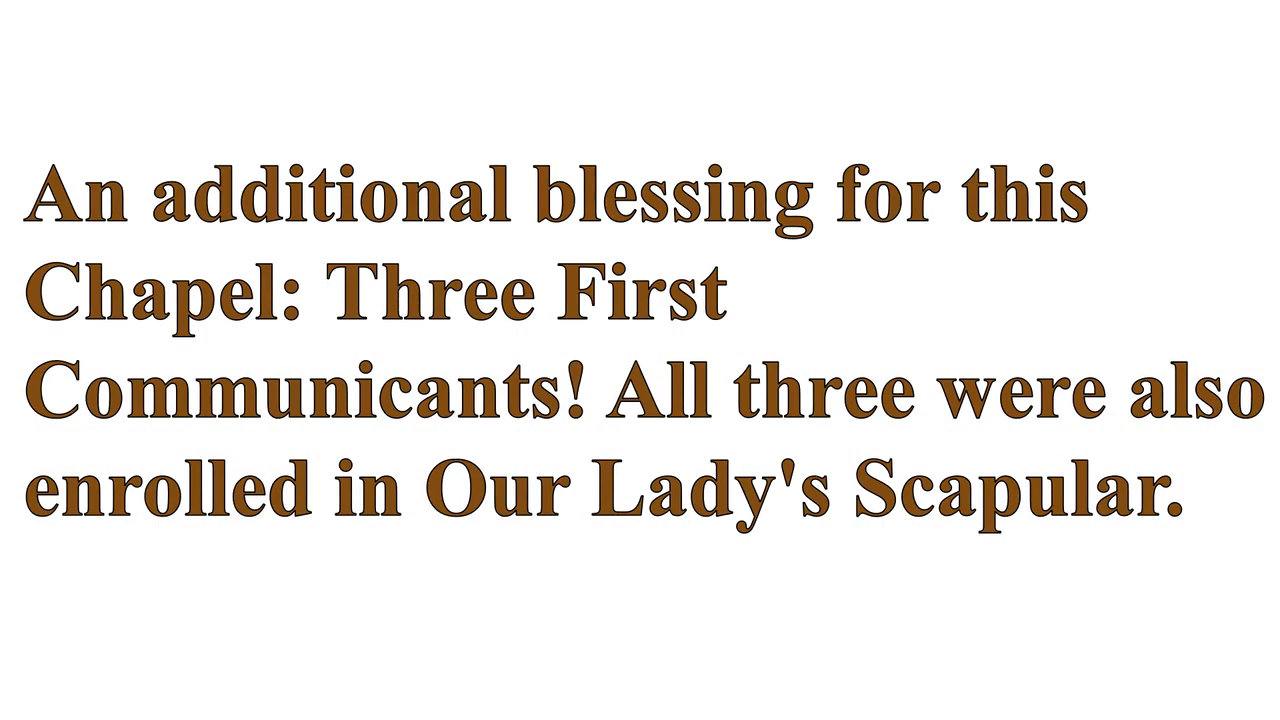 An additional blessing for this
Chapel: Three First
Communicants! All three were also
enrolled in Our Lady's Scapular.